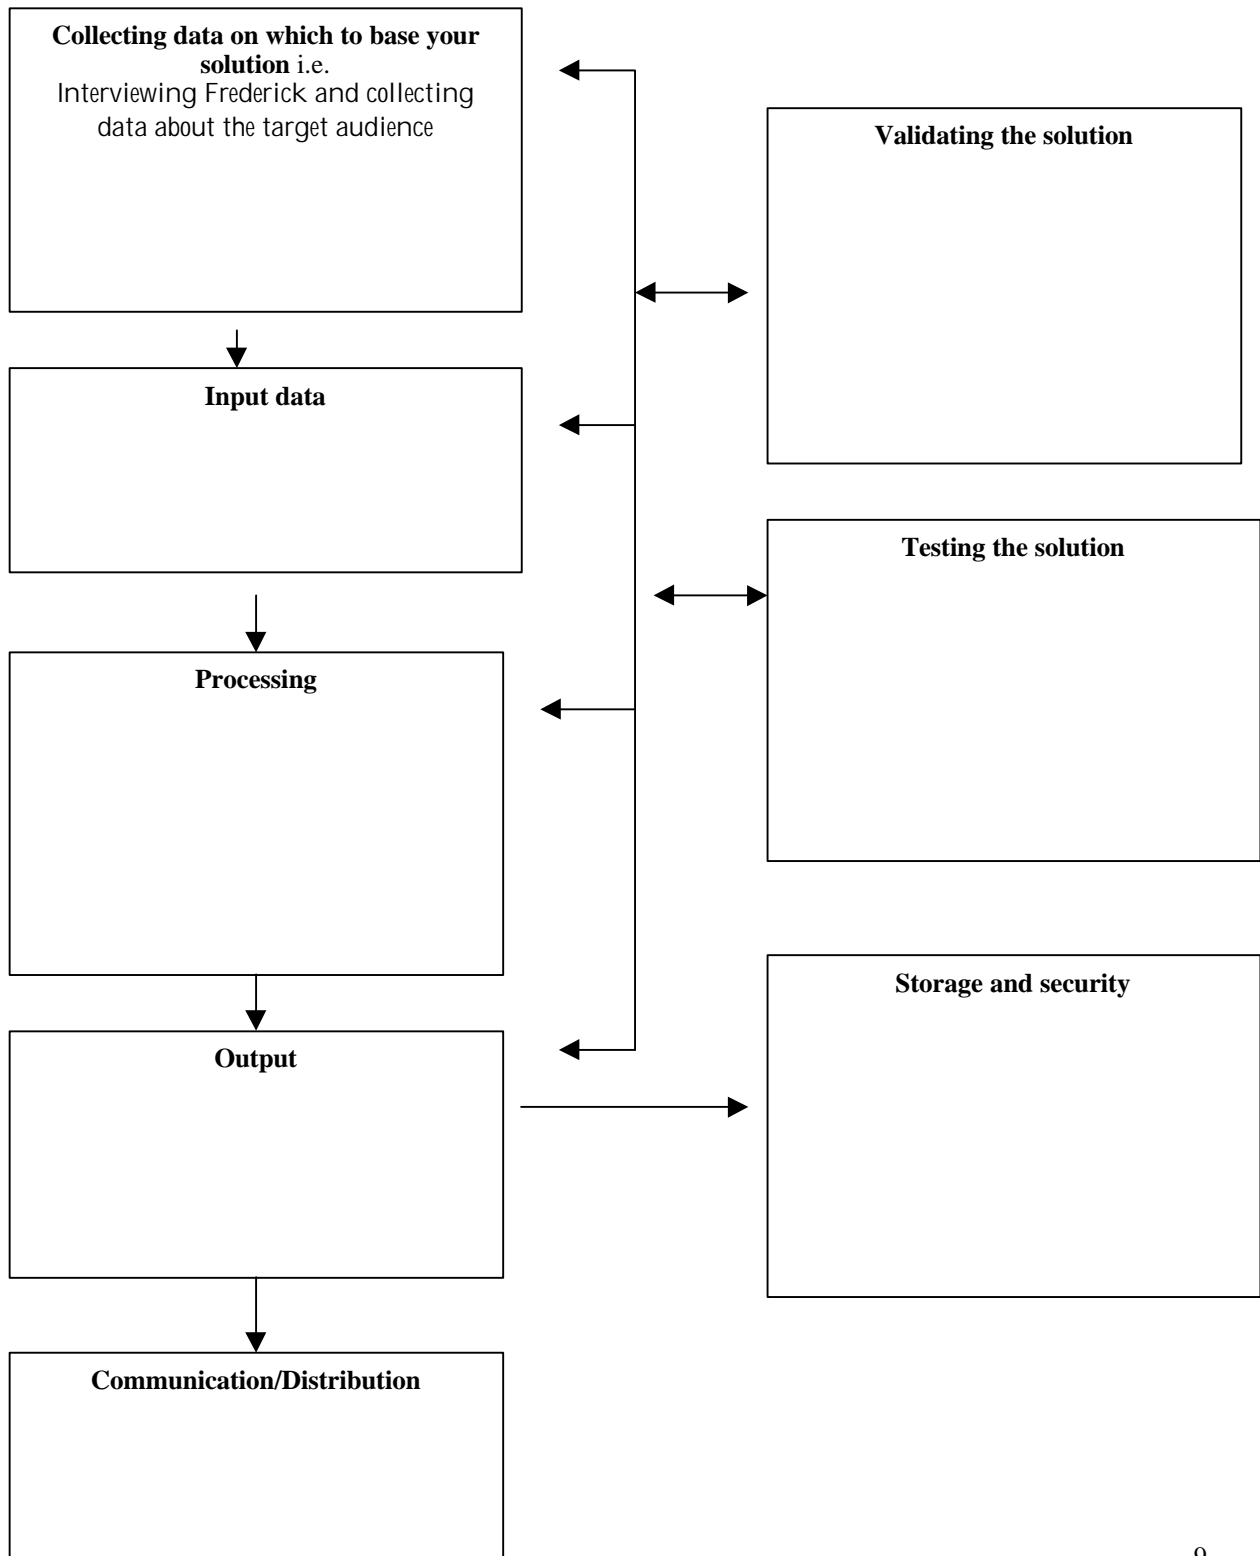 Collecting data on which to base your
solution i.e.
Interviewing Frederick and collecting
data about the target audience
Validating the solution
Input data
Testing the solution
Processing
Storage and security
Output
Communication/Distribution
9